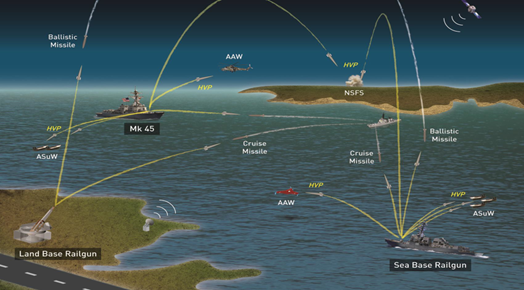 Ballistic
Missile
AAW
HVP
HVP
NSFS
Mk 45
HVP
ASuW
Cruise
Missile
Cruise
Missile
Ballistic
Missile
AAW
HVP
HVP
ASuW
Land Base Railgun
Sea Base Railgun